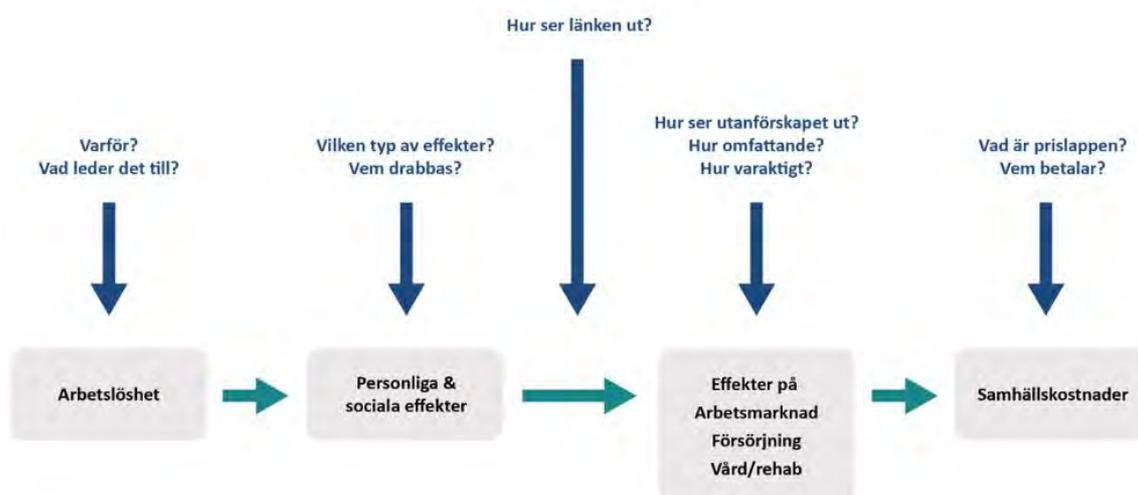 Hur ser länken ut?
Varför?
Vad leder det till?
Vilken typ av effekter?
Vem drabbas?
Hur ser utanförskapet ut?
Hur omfattande?
Hur varaktigt?
Vad är prislappen?
Vem betalar?
Arbetslöshet
Personliga &
sociala effekter
Effekter på
Arbetsmarknad
Försörjning
Vård/rehab
Samhällskostnader